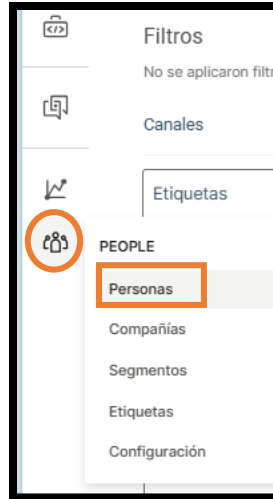 Filtros
No se aplicaron filtr
Canales
Etiquetas
PEOPLE
Personas
Compañías
Segmentos
Etiquetas
Configuración